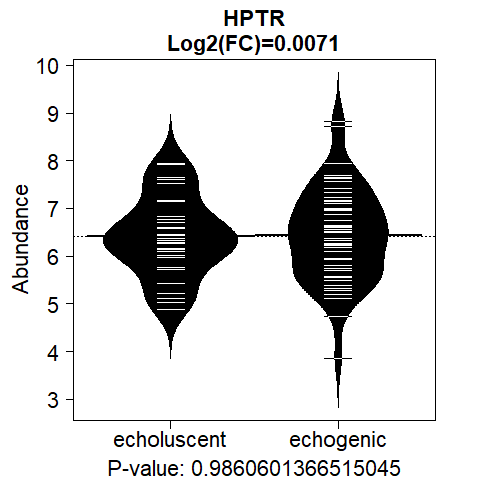 HPTR
Log2(FC)=0.0071
10
9
8
7
6
5
4
3
Abundance
echoluscent echogenic
P-value: 0.9860601366515045